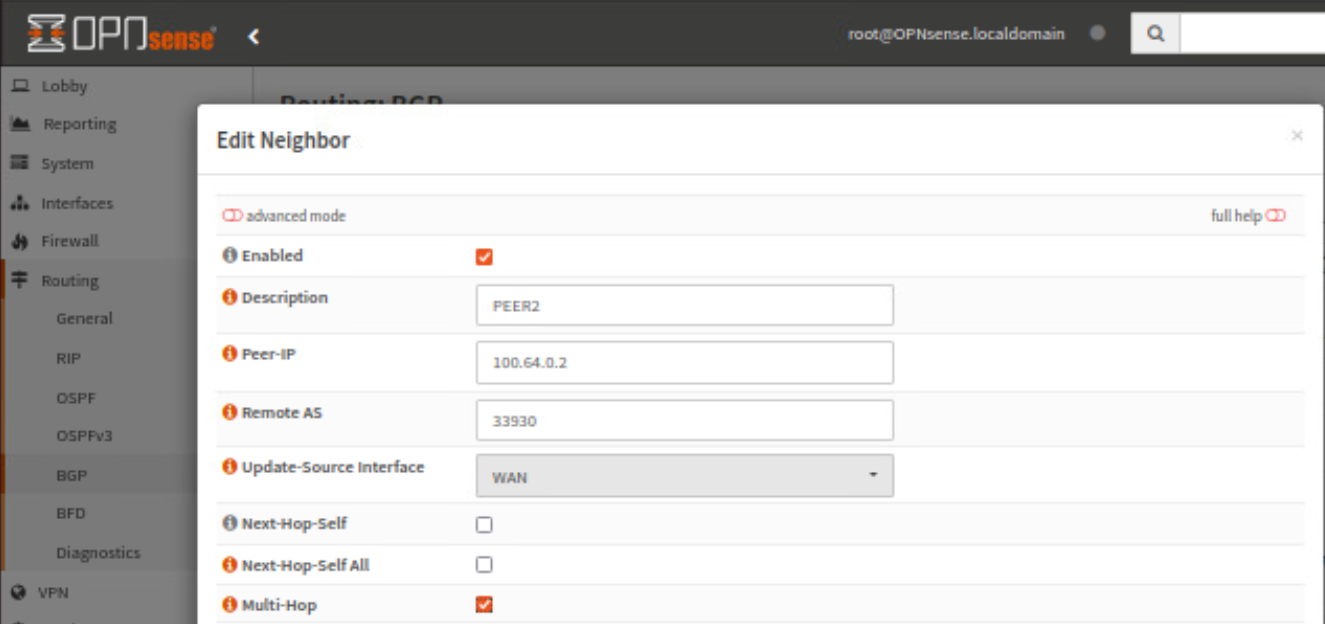 OPNsense®
root@OPNsense.localdomain
Lobby
Reporting
System
Interfaces
Firewall
Routing
General
RIP
OSPF
OSPFv3
BGP
BFD
Diagnostics
VPN
Routing: BGP
Edit Neighbor
×
advanced mode
full help
Enabled
Description
PEER2
Peer-IP
100.64.0.2
Remote AS
33930
Update-Source Interface
WAN
Next-Hop-Self
Next-Hop-Self All
Multi-Hop